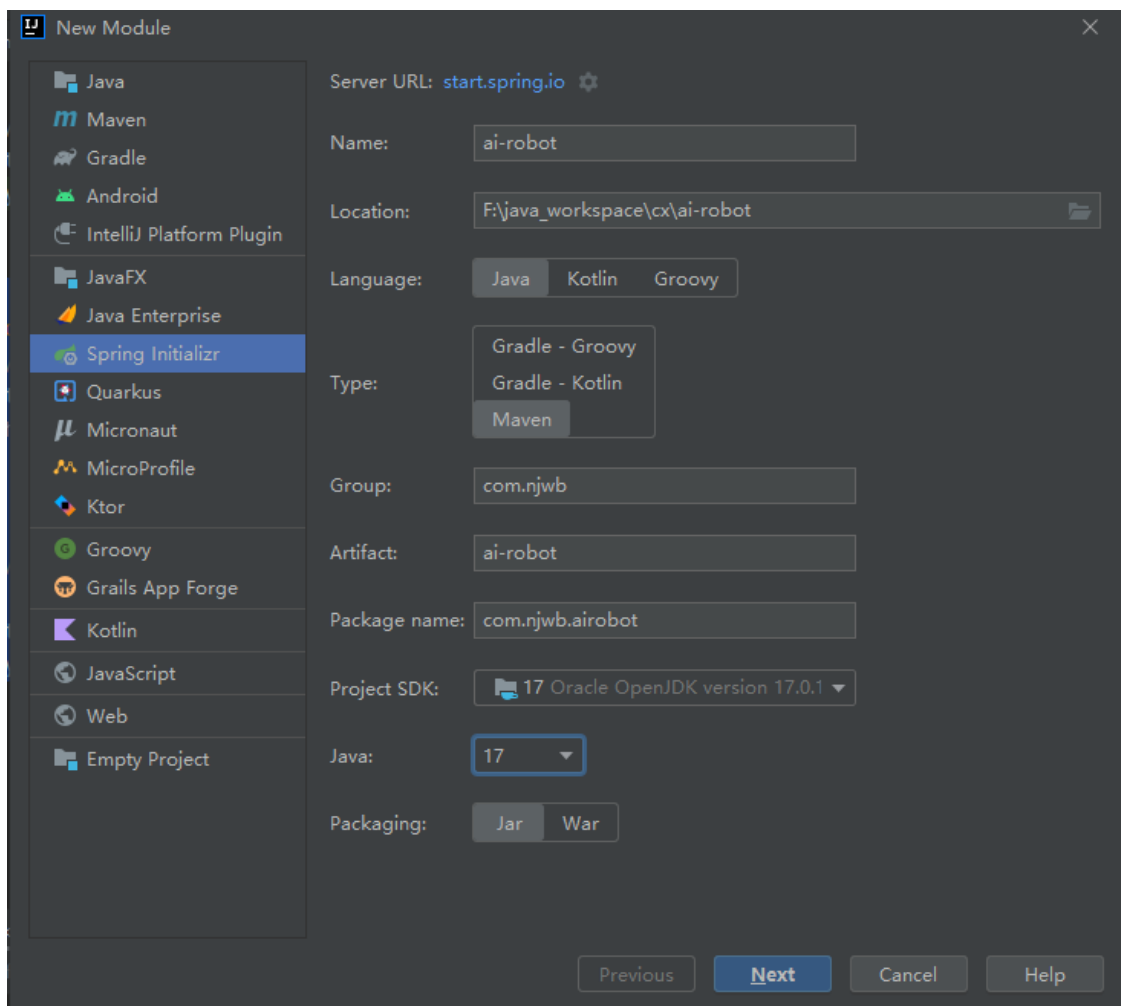 New Module
Java
Maven
Gradle
Android
IntelliJ Platform Plugin
JavaFX
Java Enterprise
Spring Initializr
Quarkus
Micronaut
MicroProfile
Ktor
Groovy
Grails App Forge
Kotlin
JavaScript
Web
Empty Project
Server URL: start.spring.io
Name: ai-robot
Location: F:\java_workspace\cx\ai-robot
Language: Java Kotlin Groovy
Type:
Gradle - Groovy
Gradle - Kotlin
Maven
Group: com.njwb
Artifact: ai-robot
Package name: com.njwb.airobot
Project SDK: 17 Oracle OpenJDK version 17.0.1
Java: 17
Packaging: Jar War
Previous Next Cancel Help